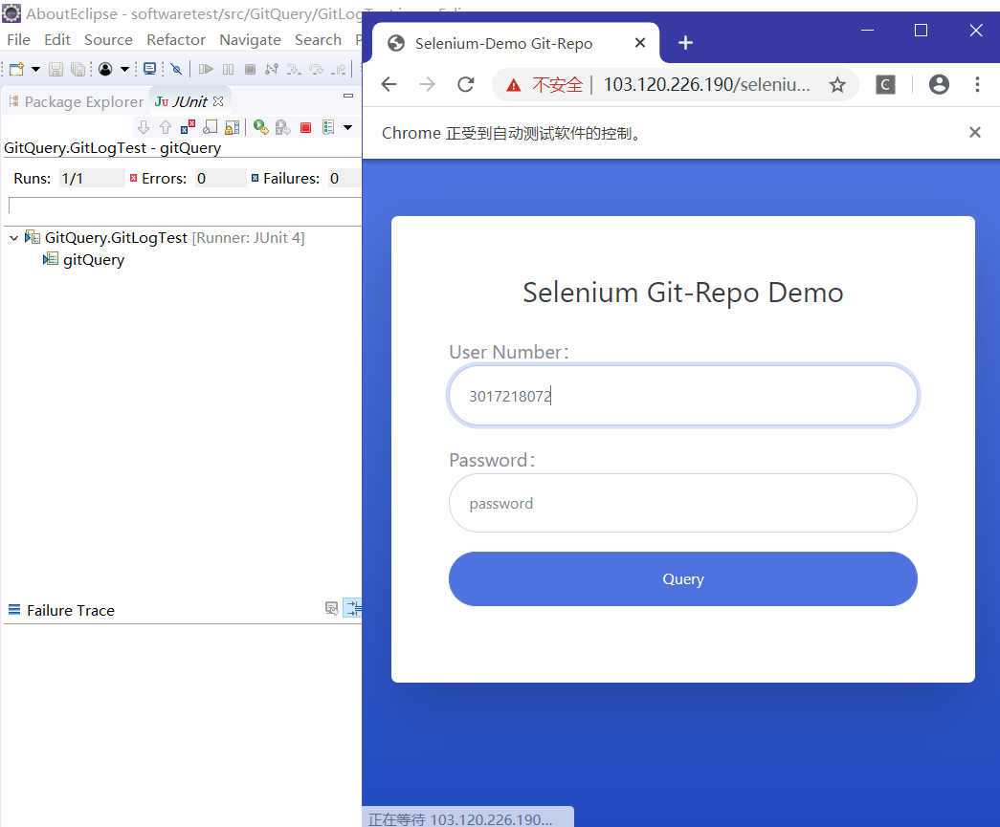 AboutEclipse - softwaretest/src/GitQuery/GitLogTest.java - Eclipse
File Edit Source Refactor Navigate Search
Package Explorer JUnit
GitQuery.GitLogTest - gitQuery
Runs: 1/1 Errors: 0 Failures: 0
GitQuery.GitLogTest [Runner: JUnit 4]
gitQuery
Failure Trace
Selenium-Demo Git-Repo
不安全 | 103.120.226.190/seleniu...
C
Chrome 正受到自动测试软件的控制。
Selenium Git-Repo Demo
User Number：
3017218072
Password：
password
Query
正在等待 103.120.226.190...